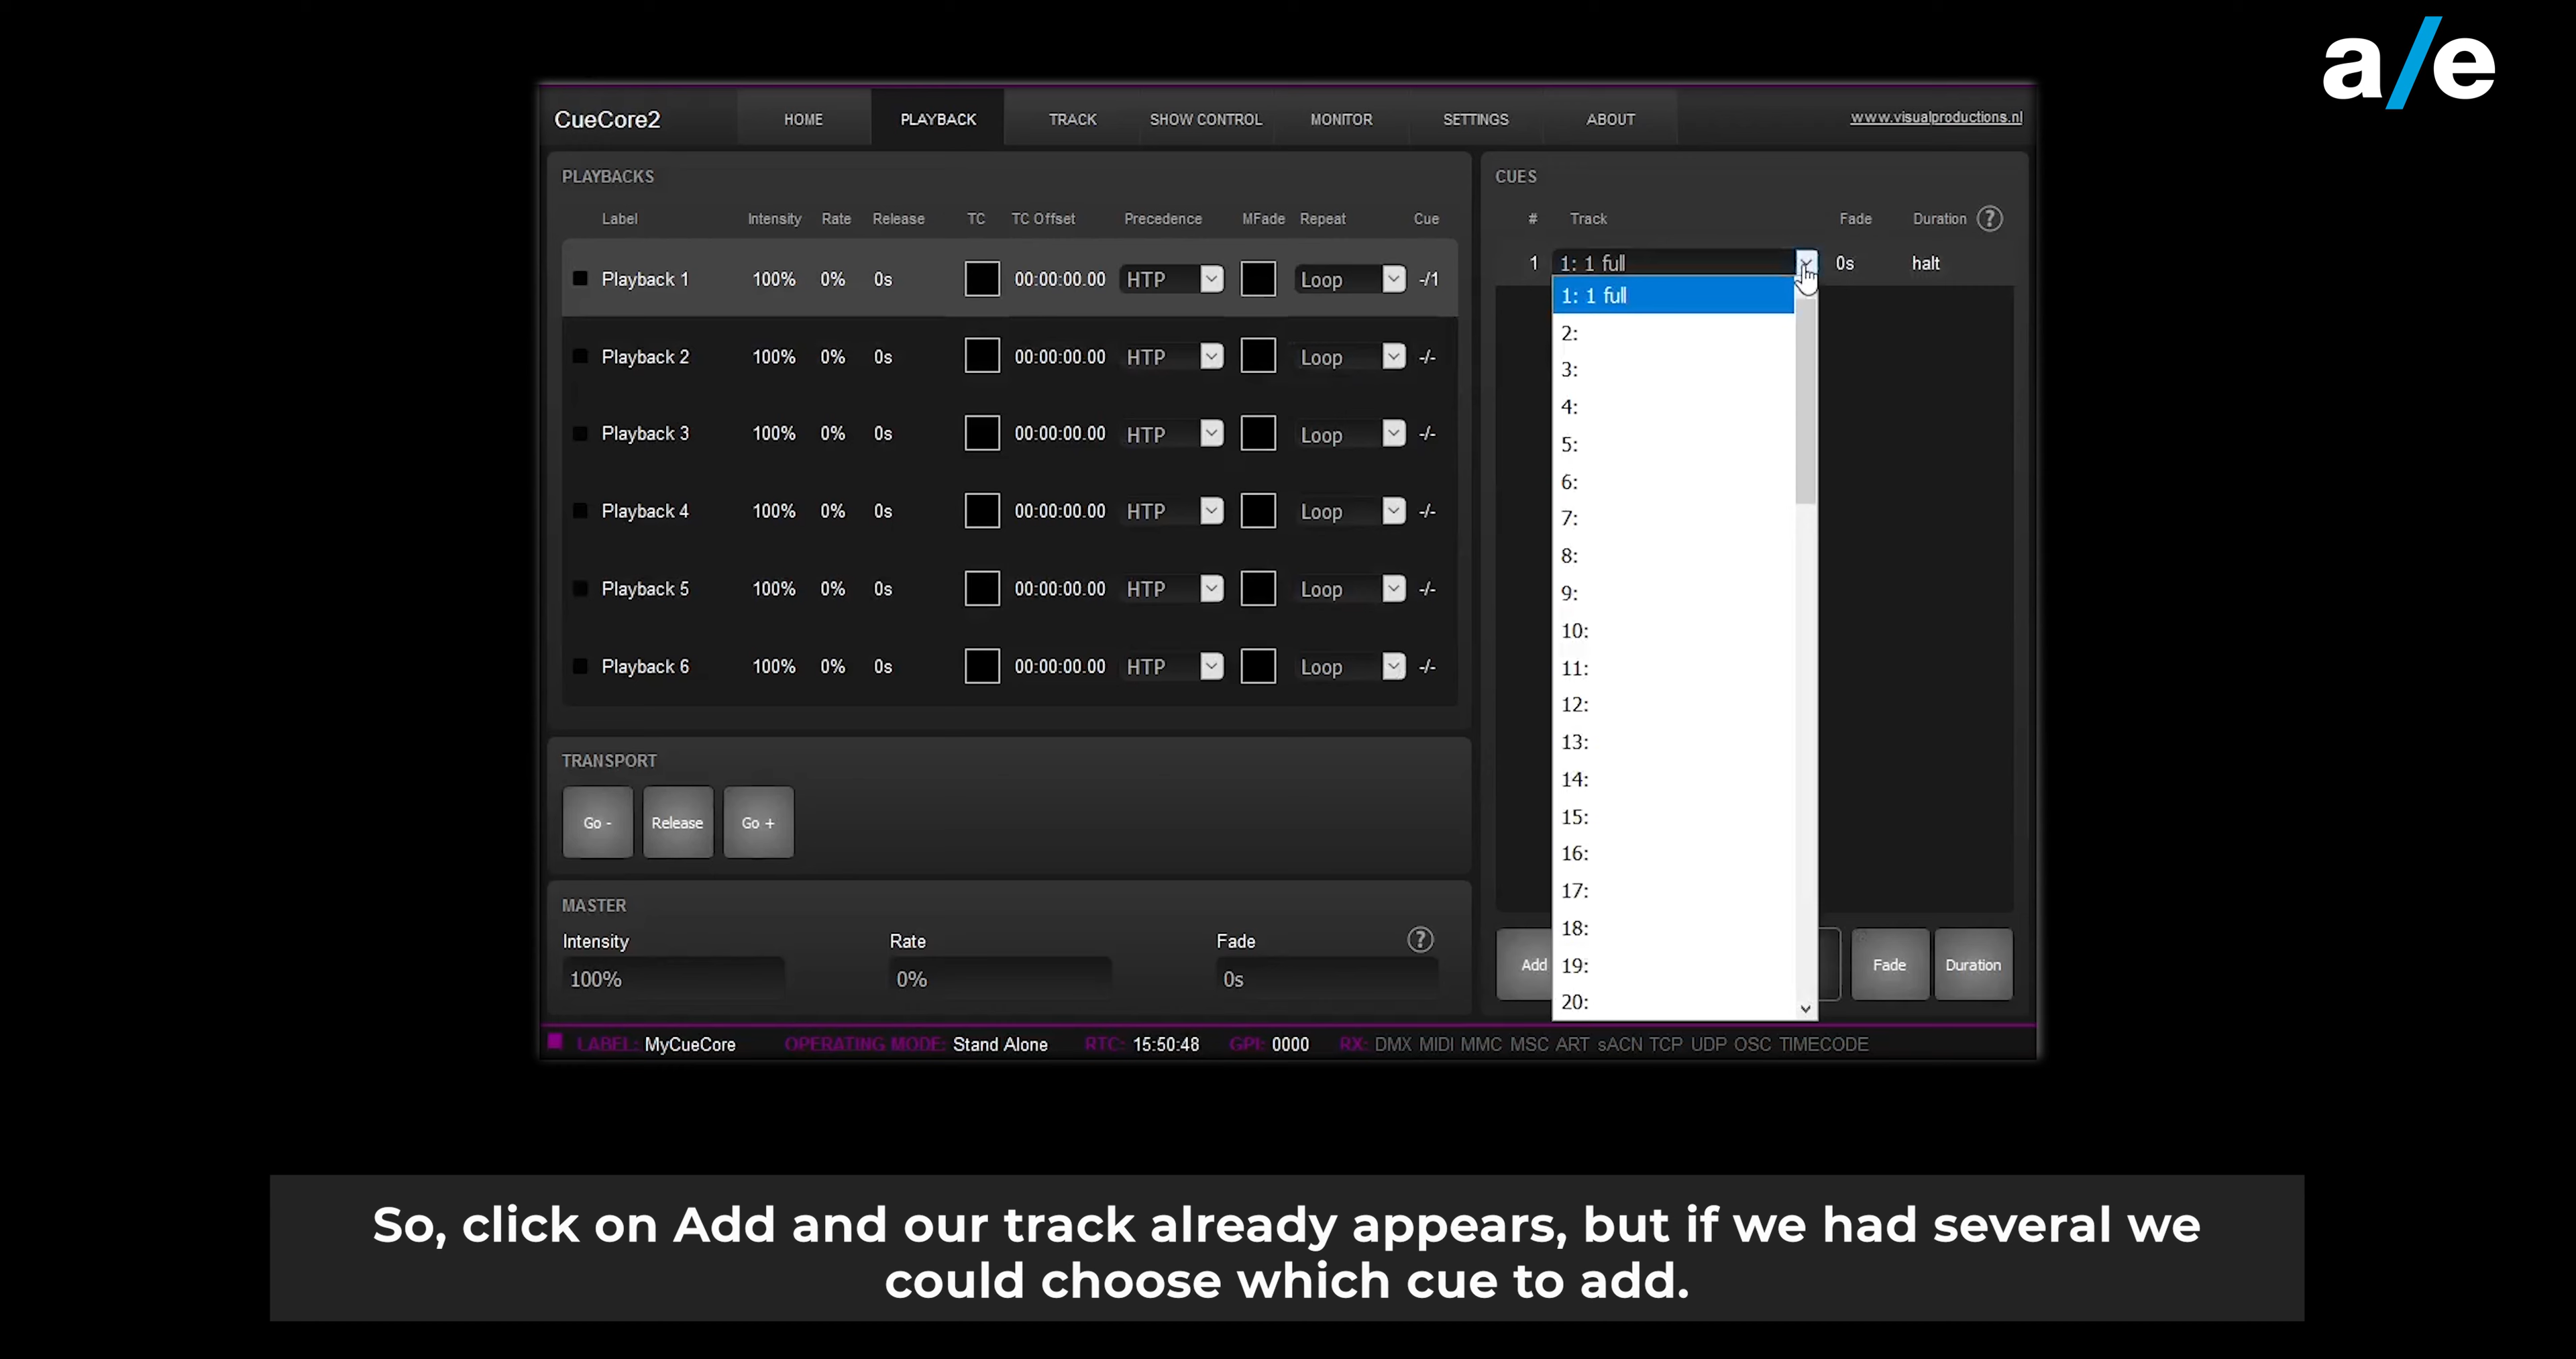 a/e
CueCore2 HOME PLAYBACK TRACK SHOW CONTROL MONITOR SETTINGS ABOUT www.visualproductions.nl
PLAYBACKS
Label Intensity Rate Release TC TC Offset Precedence MFade Repeat Cue
Playback 1 100% 0% 0s 00:00:00.00 HTP Loop -/1
Playback 2 100% 0% 0s 00:00:00.00 HTP Loop -/-
Playback 3 100% 0% 0s 00:00:00.00 HTP Loop -/-
Playback 4 100% 0% 0s 00:00:00.00 HTP Loop -/-
Playback 5 100% 0% 0s 00:00:00.00 HTP Loop -/-
Playback 6 100% 0% 0s 00:00:00.00 HTP Loop -/-
TRANSPORT
Go - Release Go +
MASTER
Intensity Rate Fade ?
100% 0% 0s
CUES
# Track Fade Duration ?
1 1: 1 full 0s halt
1: 1 full
2:
3:
4:
5:
6:
7:
8:
9:
10:
11:
12:
13:
14:
15:
16:
17:
18:
19:
20:
Add Fade Duration
LABEL: MyCueCore OPERATING MODE: Stand Alone RTC: 15:50:48 GPI: 0000 RX: DMX MIDI MMC MSC ART sACN TCP UDP OSC TIMECODE
So, click on Add and our track already appears, but if we had several we
could choose which cue to add.